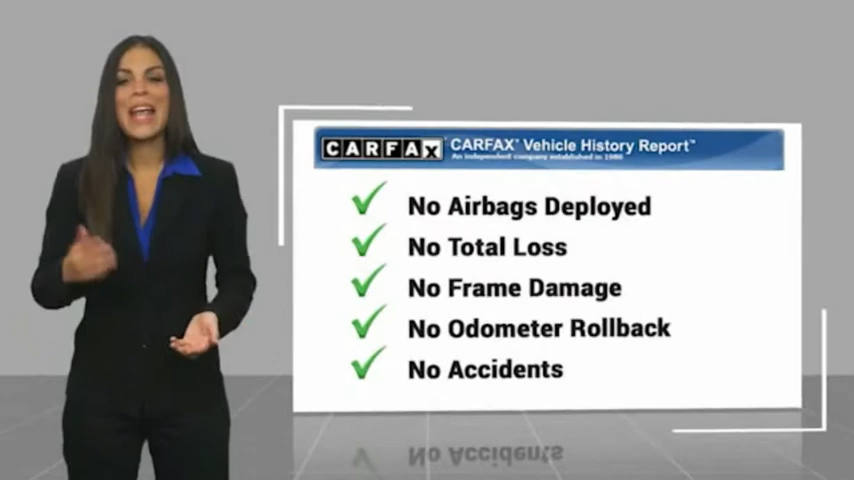 CARFAX CARFAX™ Vehicle History Report™
An independent company established in 1986
No Airbags Deployed
No Total Loss
No Frame Damage
No Odometer Rollback
No Accidents
No Accidents